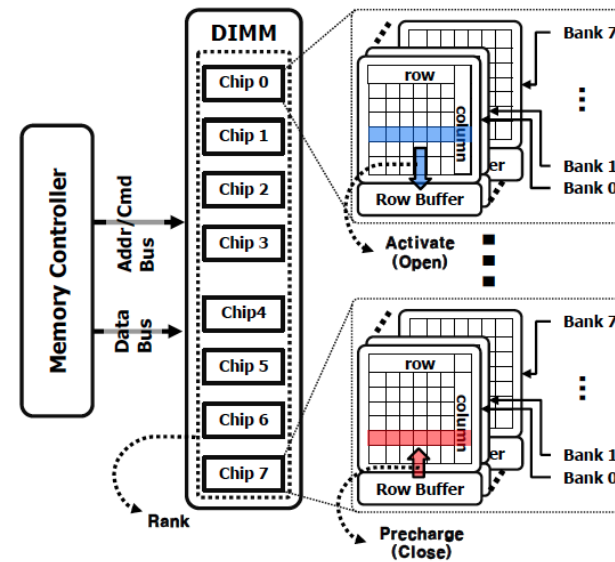 DIMM
Chip 0
Chip 1
Chip 2
Chip 3
Chip4
Chip 5
Chip 6
Chip 7
Memory Controller
Addr/Cmd
Bus
Data
Bus
Rank
row
column
Row Buffer
er
Activate
(Open)
Bank 7
...
Bank 1
Bank 0
row
column
Row Buffer
er
Precharge
(Close)
Bank 7
...
Bank 1
Bank 0